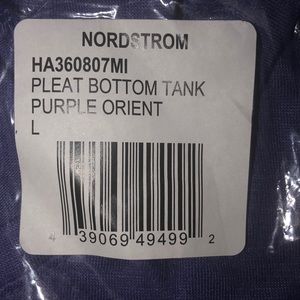 NORDSTROM
HA360807MI
PLEAT BOTTOM TANK
PURPLE ORIENT
L
4 39069 49499 2